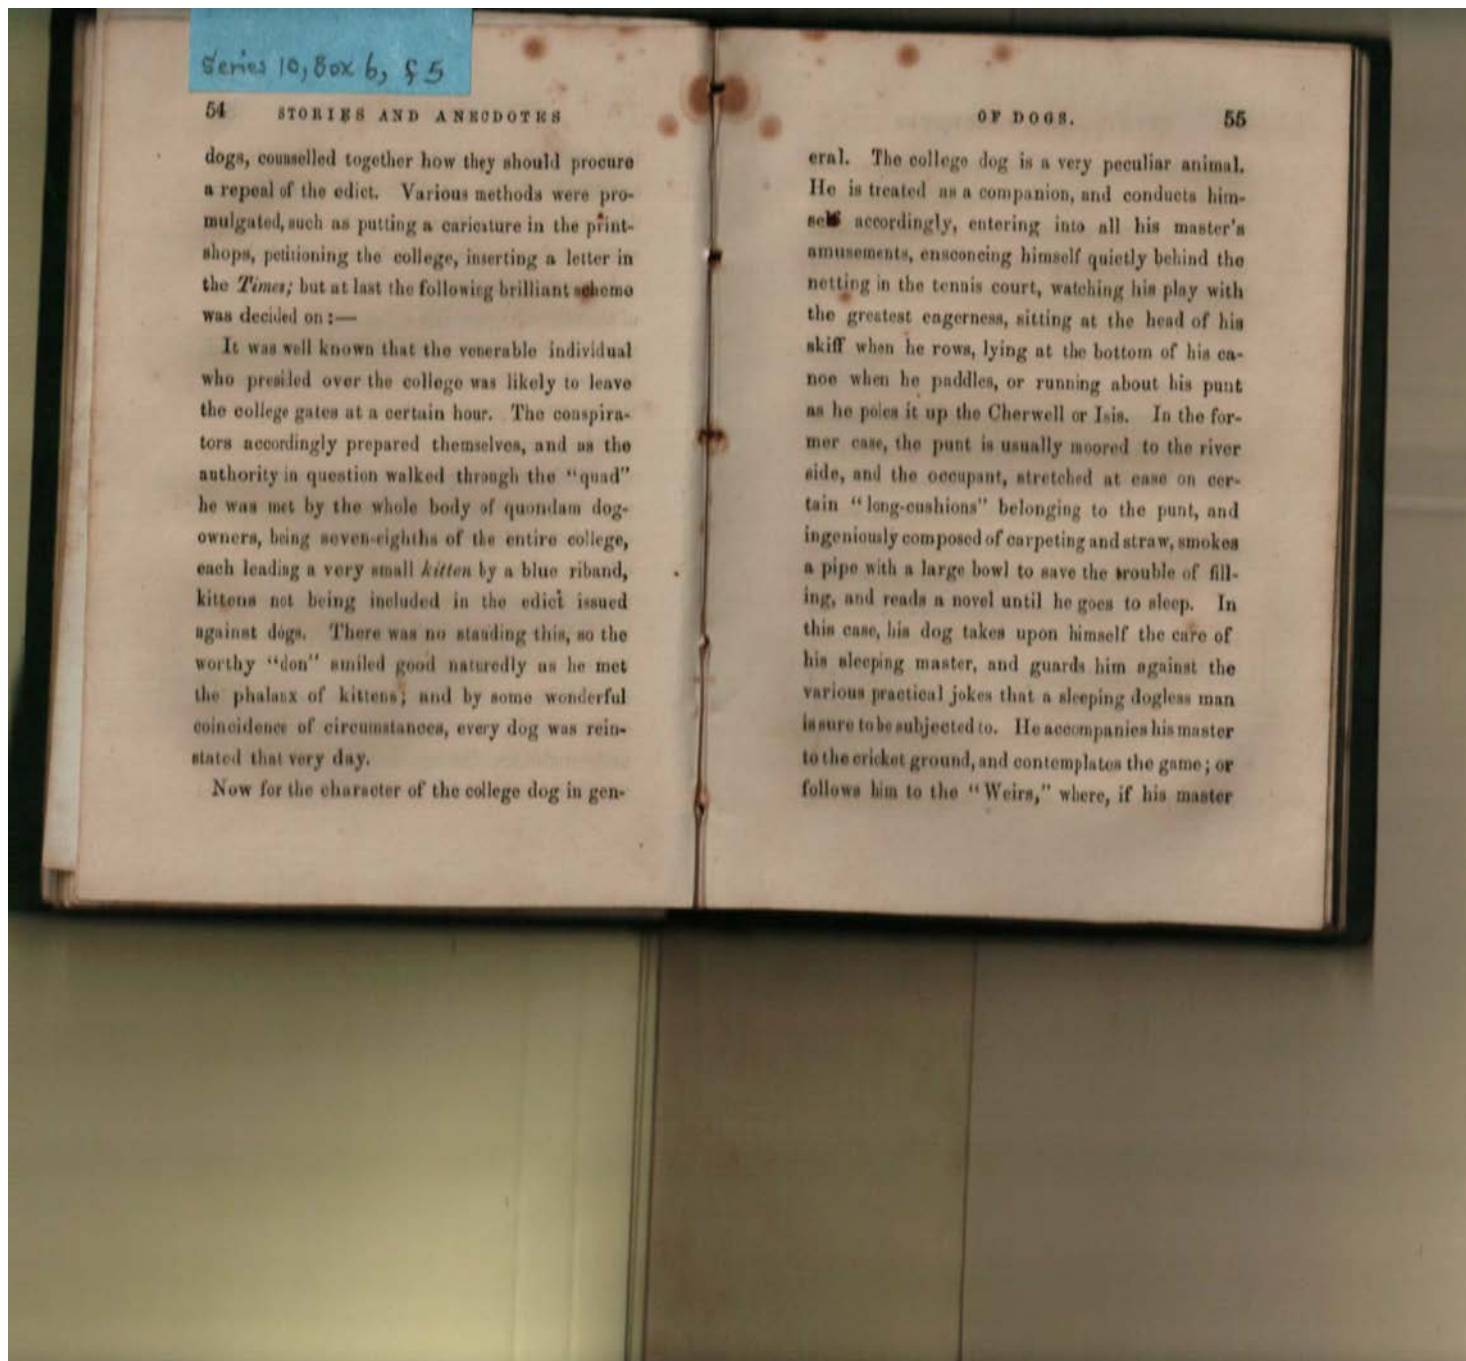 Series 10, Box 6, f 5
54 STORIES AND ANECDOTES
dogs, counselled together how they should procure
a repeal of the edict. Various methods were pro-
mulgated, such as putting a caricature in the print-
shops, petitioning the college, inserting a letter in
the Times; but at last the following brilliant scheme
was decided on :—
It was well known that the venerable individual
who presided over the college was likely to leave
the college gates at a certain hour. The conspira-
tors accordingly prepared themselves, and as the
authority in question walked through the "quad"
he was met by the whole body of quondam dog-
owners, being seven-eighths of the entire college,
each leading a very small kitten by a blue riband,
kittens not being included in the edict issued
against dogs. There was no standing this, so the
worthy "don" smiled good naturedly as he met
the phalanx of kittens; and by some wonderful
coincidence of circumstances, every dog was rein-
stated that very day.
Now for the character of the college dog in gen-
OF DOGS. 55
eral. The college dog is a very peculiar animal.
He is treated as a companion, and conducts him-
self accordingly, entering into all his master's
amusements, ensconcing himself quietly behind the
netting in the tennis court, watching his play with
the greatest eagerness, sitting at the head of his
skiff when he rows, lying at the bottom of his ca-
noe when he paddles, or running about his punt
as he poles it up the Cherwell or Isis. In the for-
mer case, the punt is usually moored to the river
side, and the occupant, stretched at ease on cer-
tain "long-cushions" belonging to the punt, and
ingeniously composed of carpeting and straw, smokes
a pipe with a large bowl to save the trouble of fill-
ing, and reads a novel until he goes to sleep. In
this case, his dog takes upon himself the care of
his sleeping master, and guards him against the
various practical jokes that a sleeping dogless man
is sure to be subjected to. He accompanies his master
to the cricket ground, and contemplates the game; or
follows him to the "Weirs," where, if his master